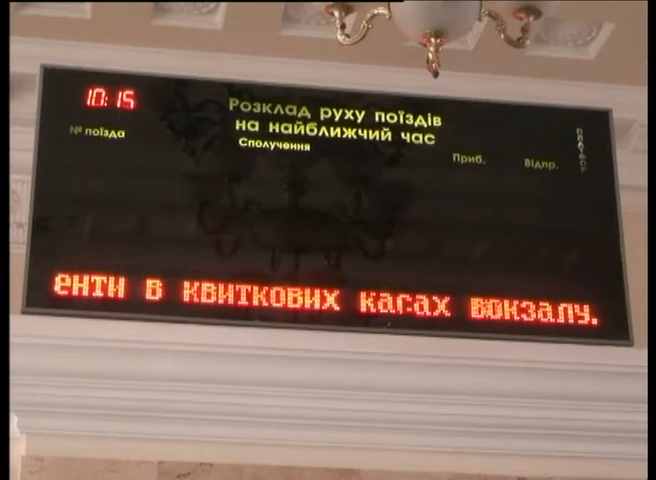 10:15
Розклад руху поїздів
на найближчий час
№ поїзда
Сполучення
Приб.
Відпр.
енти в квиткових касах вокзалу.